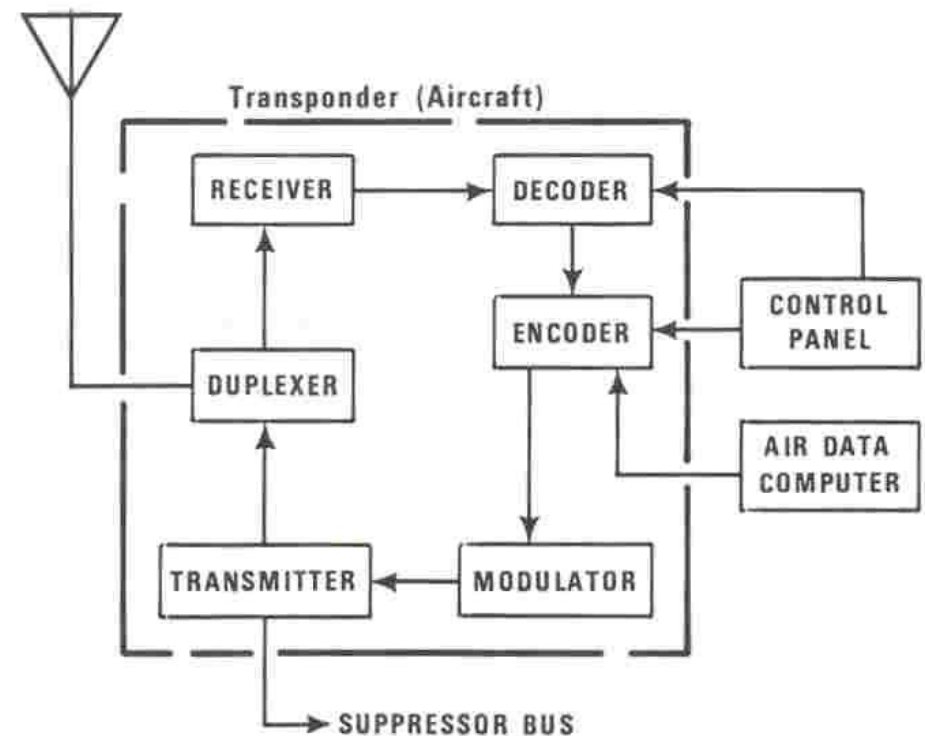 Transponder (Aircraft)
RECEIVER
DECODER
ENCODER
CONTROL
PANEL
DUPLEXER
AIR DATA
COMPUTER
TRANSMITTER
MODULATOR
SUPPRESSOR BUS